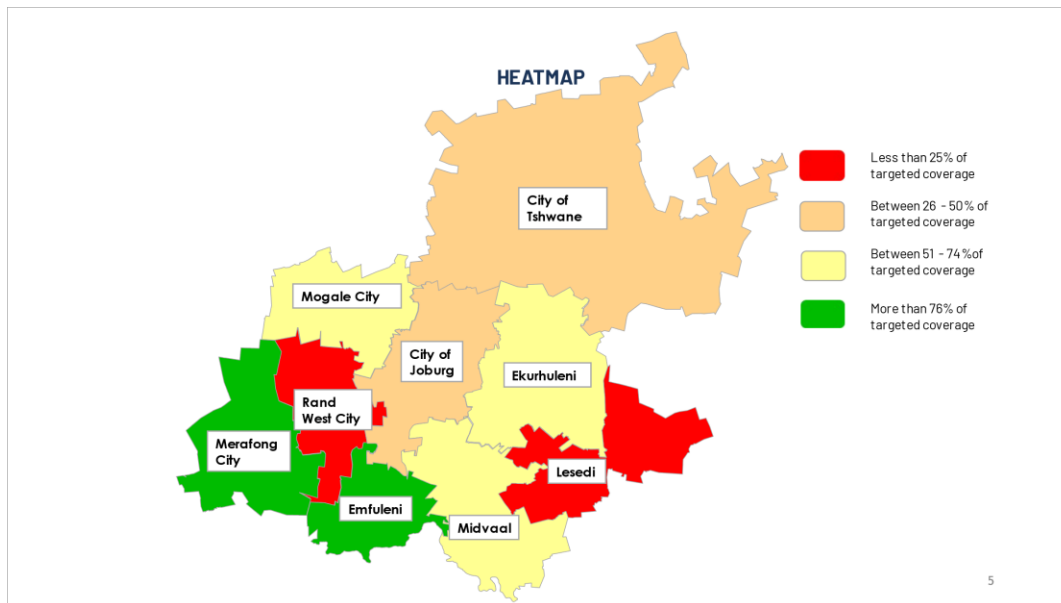 HEATMAP
City of
Tshwane
Mogale City
City of
Joburg
Ekurhuleni
Rand
West City
Merafong
City
Lesedi
Emfuleni
Midvaal
Less than 25% of
targeted coverage
Between 26 - 50% of
targeted coverage
Between 51 - 74%of
targeted coverage
More than 76% of
targeted coverage
5